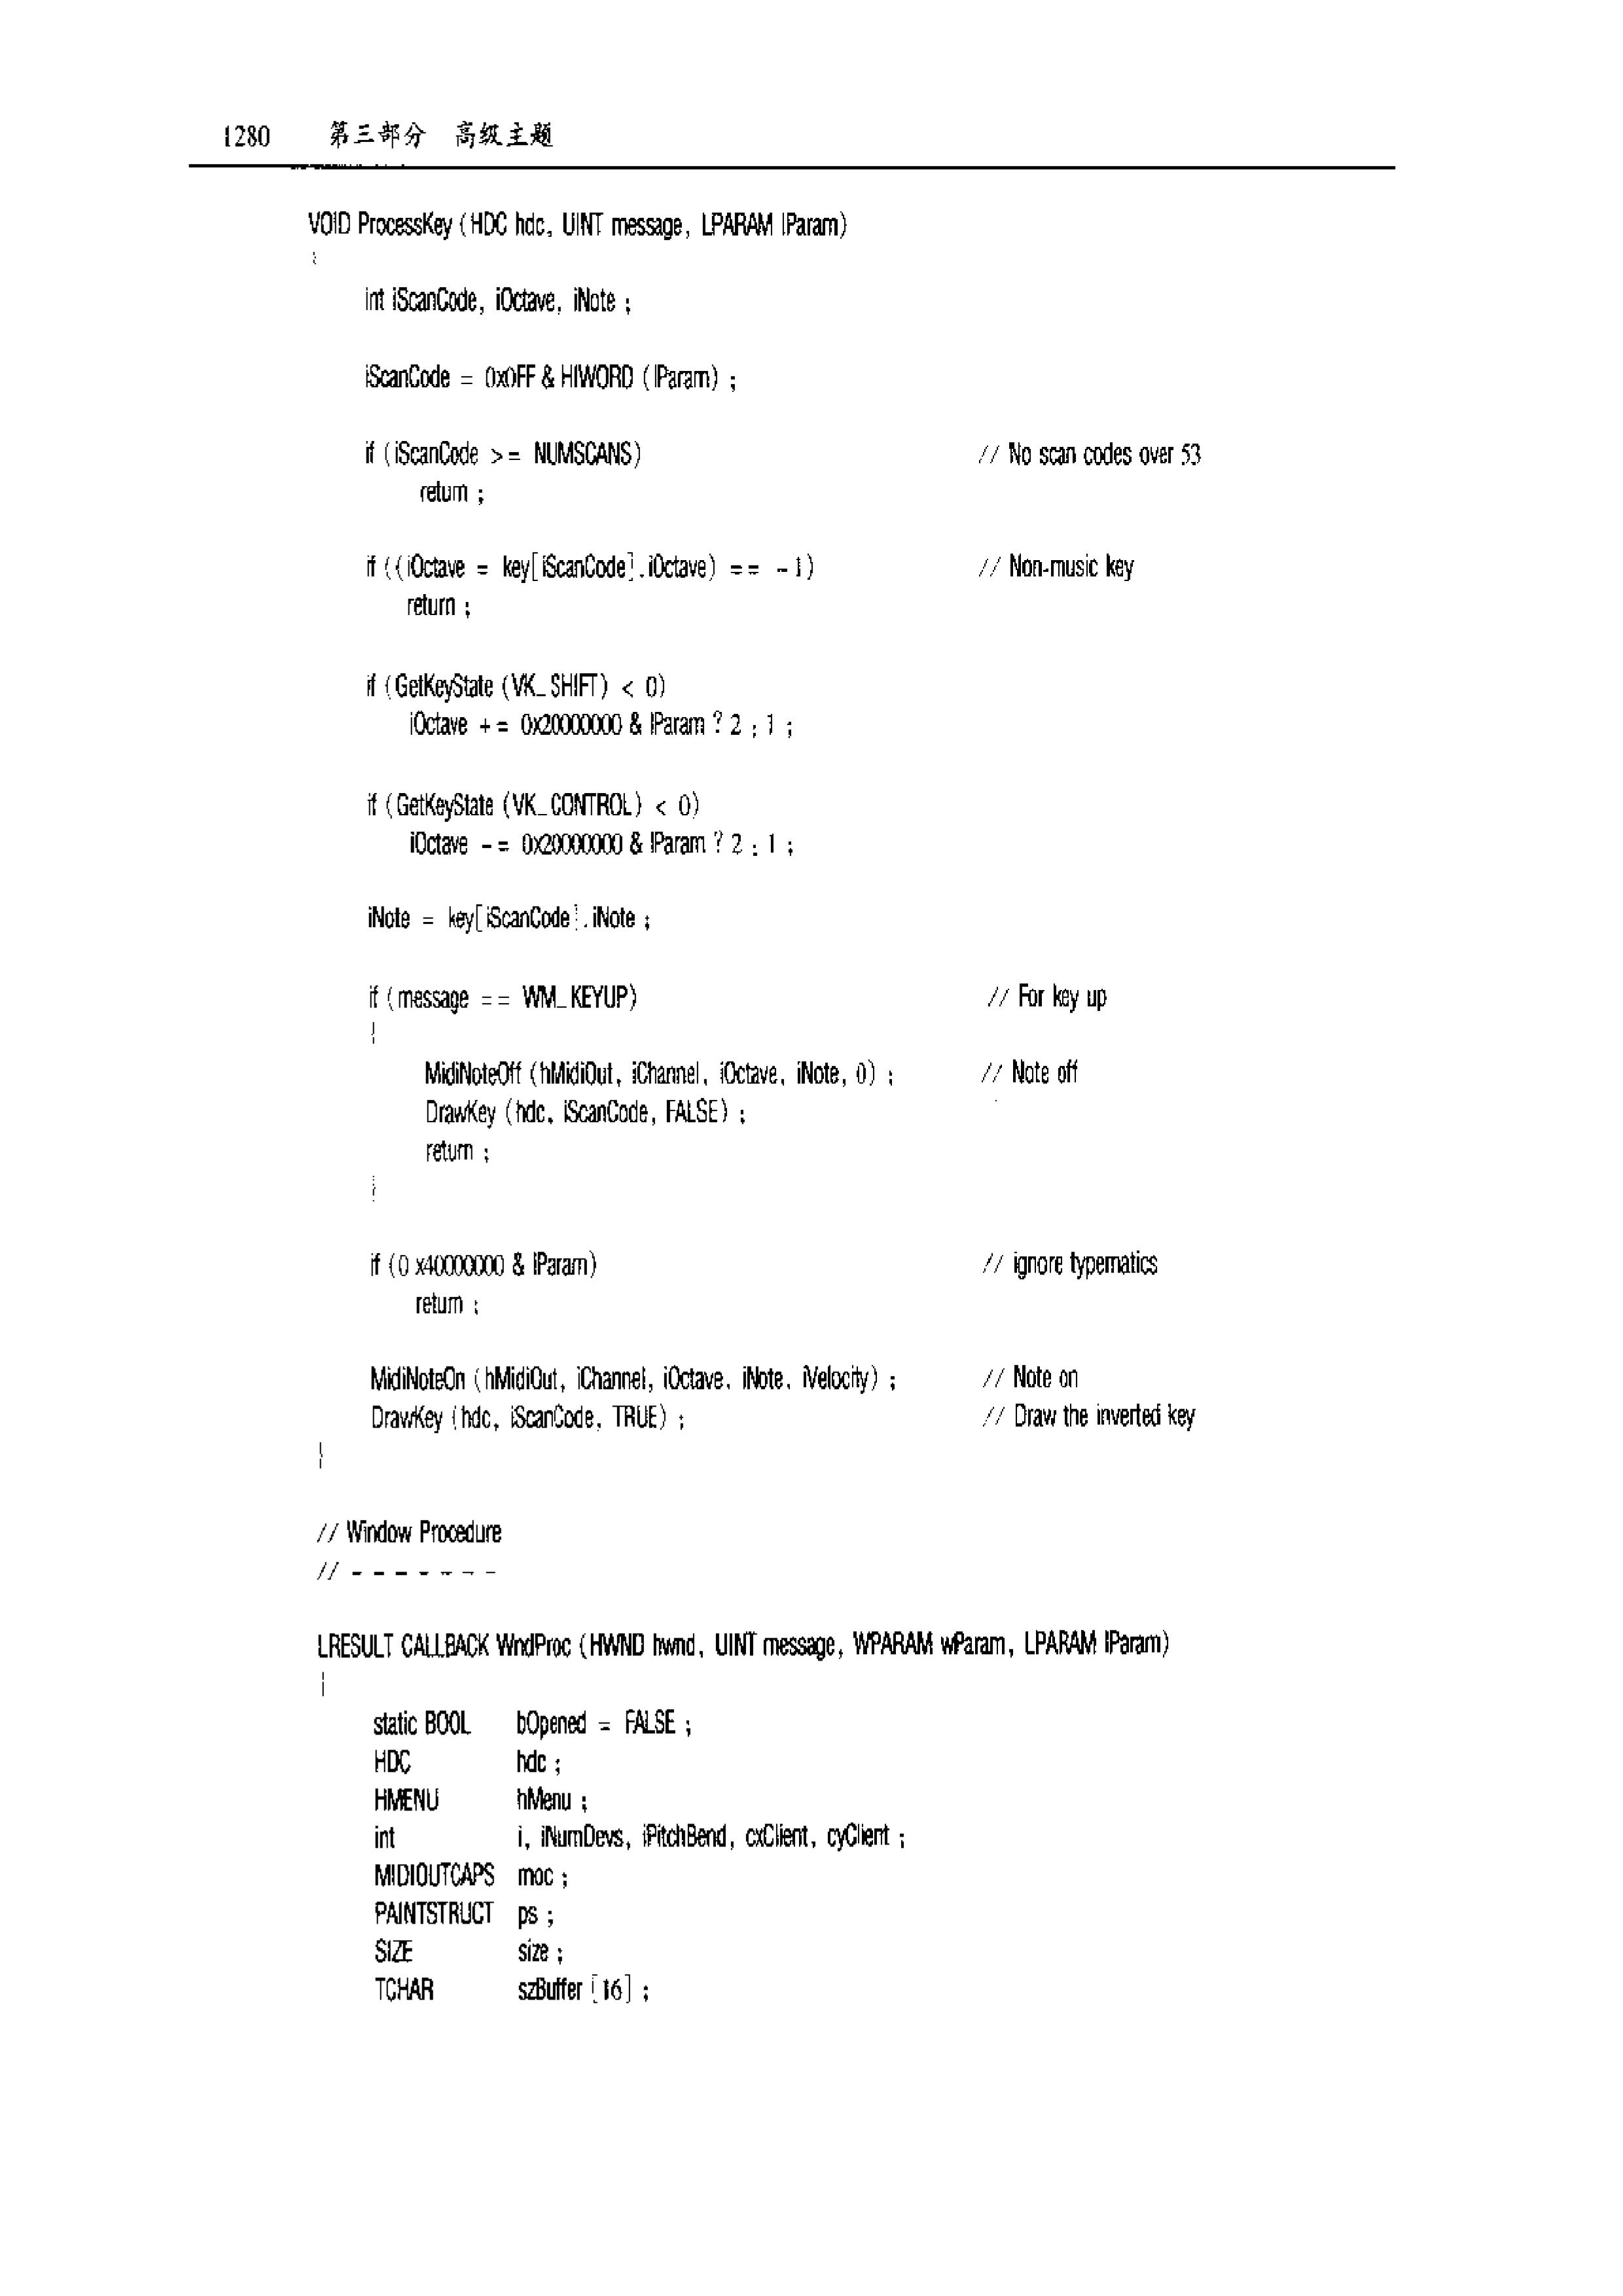 1280 第三部分 高级主题
VOID ProcessKey (HDC hdc, UINT message, LPARAM lParam)
{
int iScanCode, iOctave, iNote ;
iScanCode = 0x0FF & HIWORD (lParam) ;
if (iScanCode >= NUMSCANS) // No scan codes over 53
return ;
if ((iOctave = key[iScanCode].iOctave) == -1) // Non-music key
return ;
if (GetKeyState (VK_SHIFT) < 0)
iOctave += 0x20000000 & lParam ? 2 : 1 ;
if (GetKeyState (VK_CONTROL) < 0)
iOctave -= 0x20000000 & lParam ? 2 : 1 ;
iNote = key[iScanCode].iNote ;
if (message == WM_KEYUP) // For key up
{
MidiNoteOff (hMidiOut, iChannel, iOctave, iNote, 0) ; // Note off
DrawKey (hdc, iScanCode, FALSE) ;
return ;
}
if (0x40000000 & lParam) // ignore typematics
return ;
MidiNoteOn (hMidiOut, iChannel, iOctave, iNote, iVelocity) ; // Note on
DrawKey (hdc, iScanCode, TRUE) ; // Draw the inverted key
}
// Window Procedure
// - - - - - - -
LRESULT CALLBACK WndProc (HWND hwnd, UINT message, WPARAM wParam, LPARAM lParam)
{
static BOOL bOpened = FALSE ;
HDC hdc ;
HMENU hMenu ;
int i, iNumDevs, iPitchBend, cxClient, cyClient ;
MIDIOUTCAPS moc ;
PAINTSTRUCT ps ;
SIZE size ;
TCHAR szBuffer [16] ;